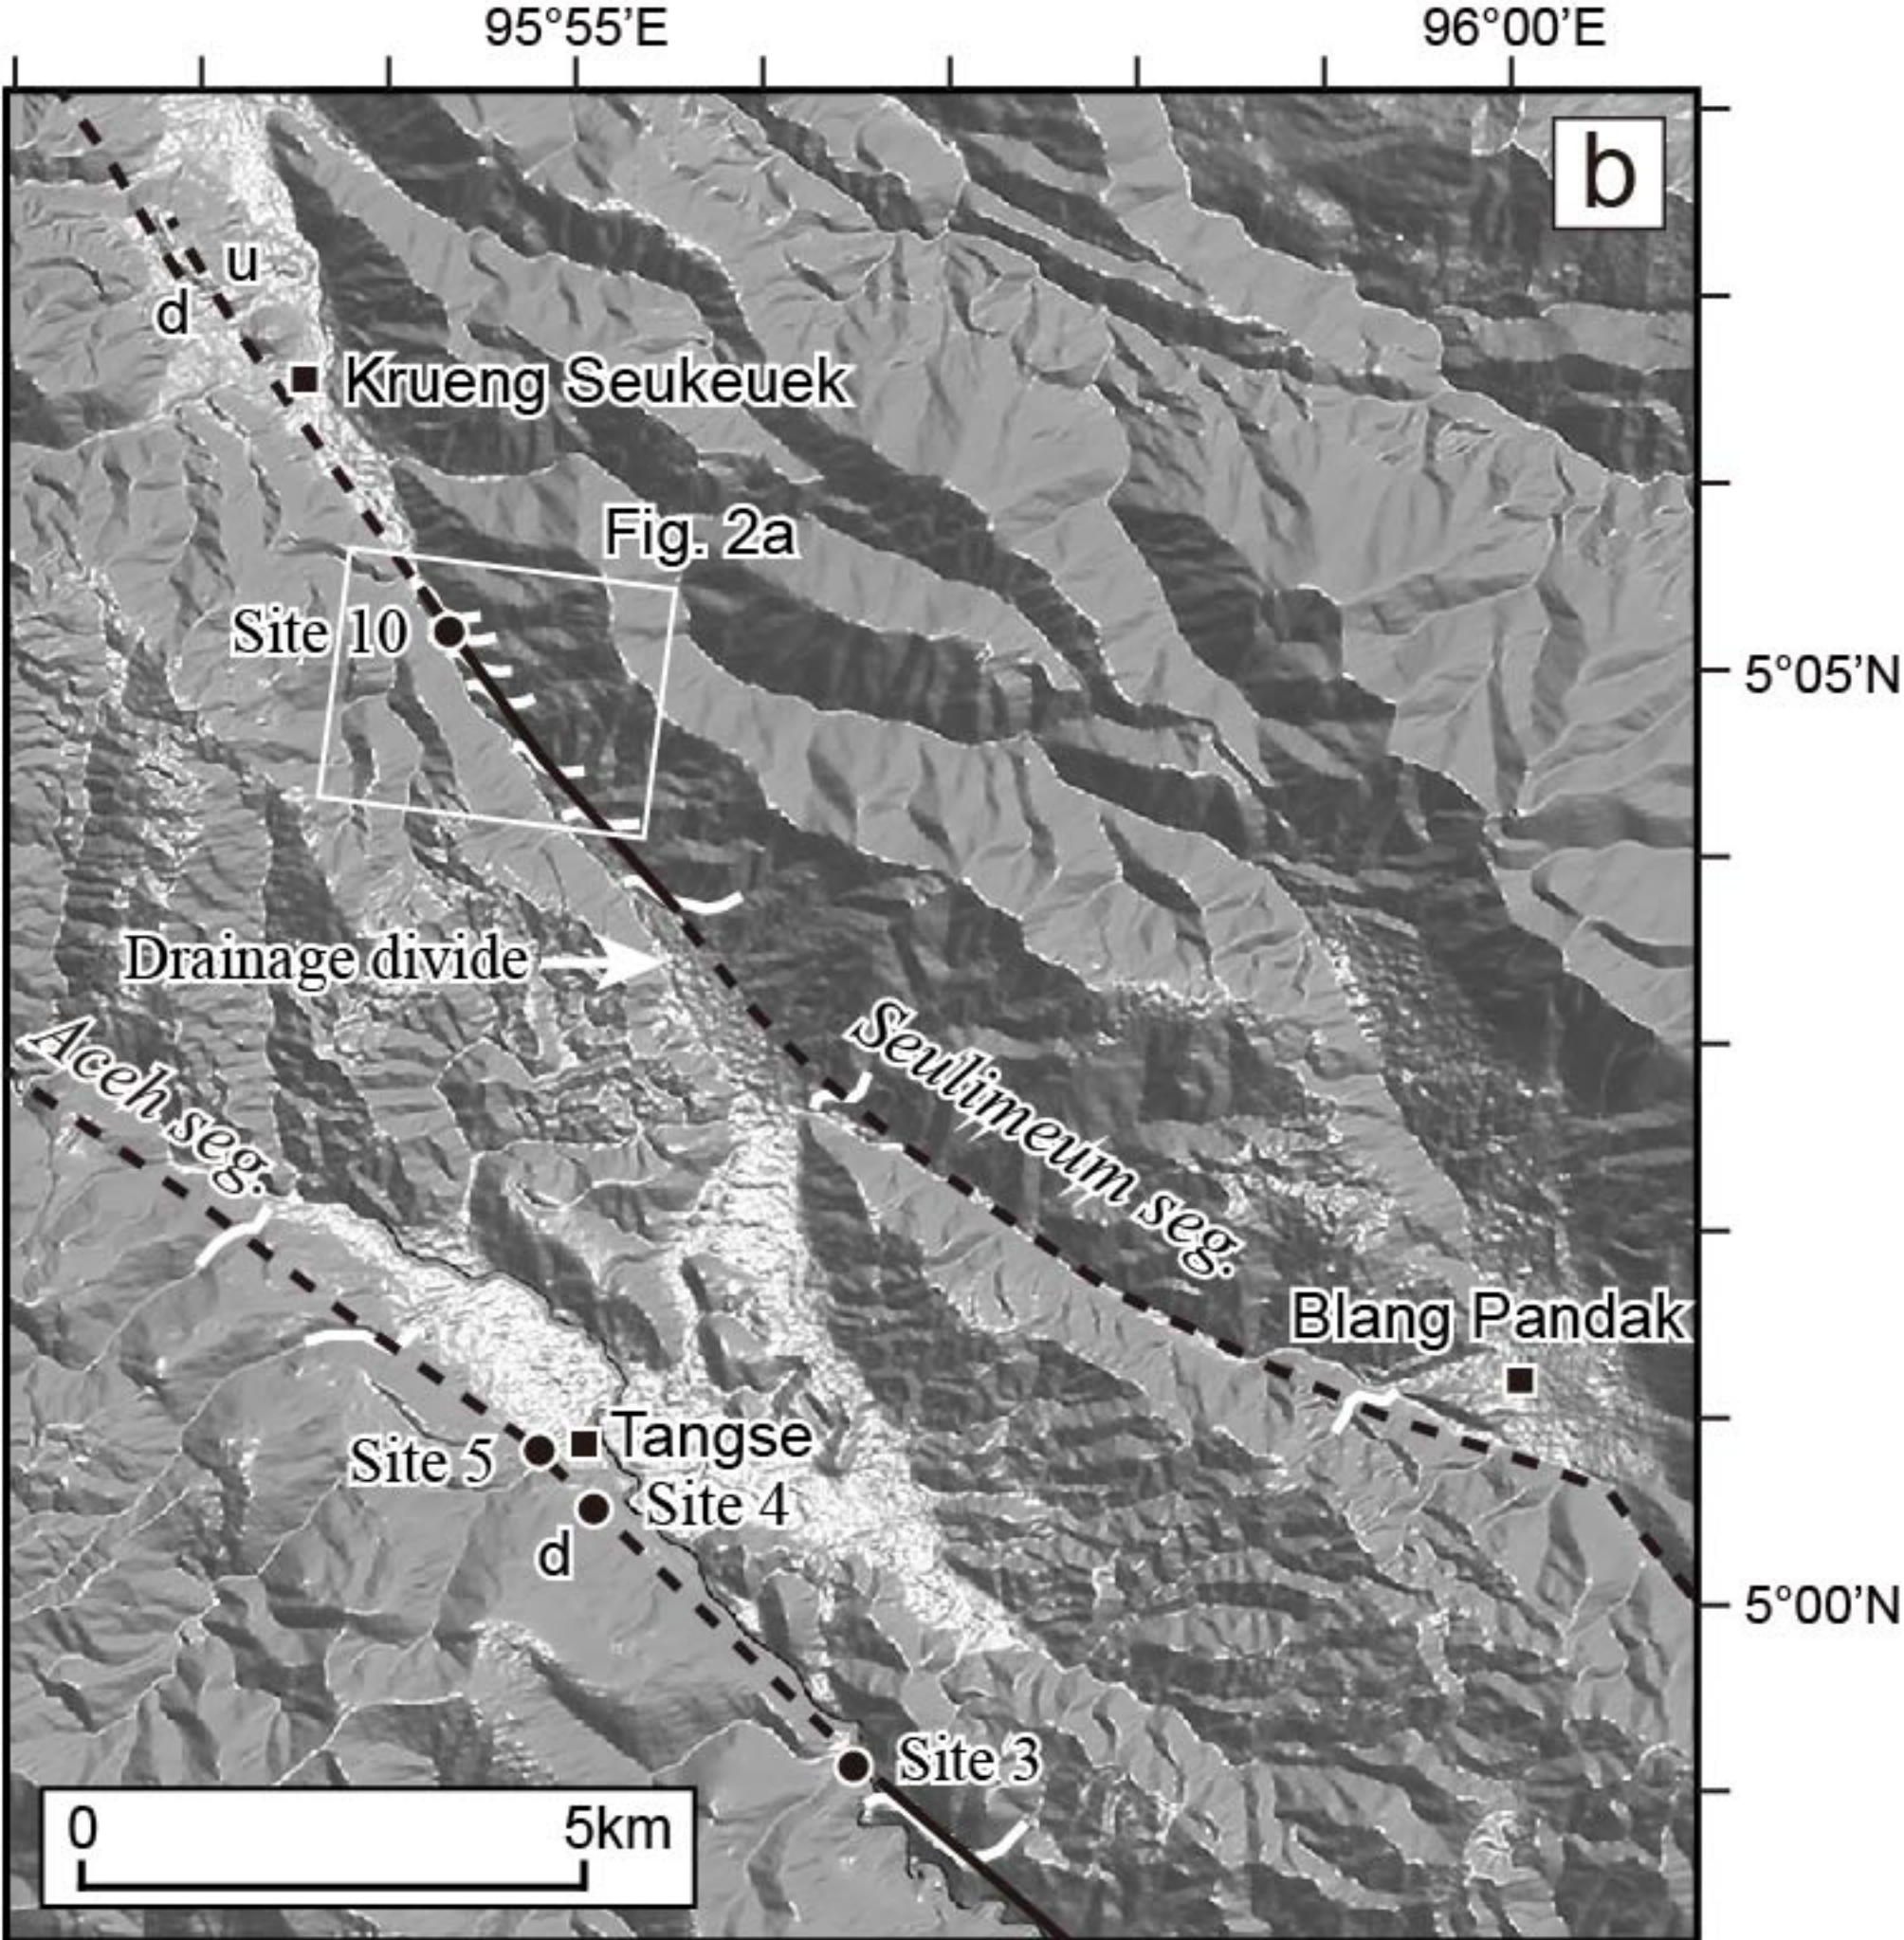 95°55’E
96°00’E
b
u
d
Krueng Seukeuek
Fig. 2a
Site 10
5°05’N
Drainage divide
Seulimeum seg.
Aceh seg.
Blang Pandak
Tangse
Site 5
Site 4
d
5°00’N
Site 3
0
5km